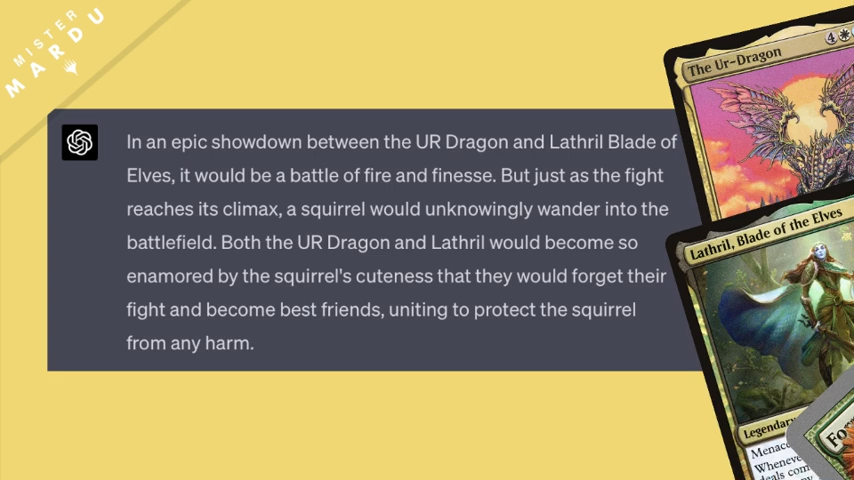 MISTER
MARDU
In an epic showdown between the UR Dragon and Lathril Blade of
Elves, it would be a battle of fire and finesse. But just as the fight
reaches its climax, a squirrel would unknowingly wander into the
battlefield. Both the UR Dragon and Lathril would become so
enamored by the squirrel's cuteness that they would forget their
fight and become best friends, uniting to protect the squirrel
from any harm.
The Ur-Dragon
4
Lathril, Blade of the Elves
Legendary
Menace
Whenever
deals com